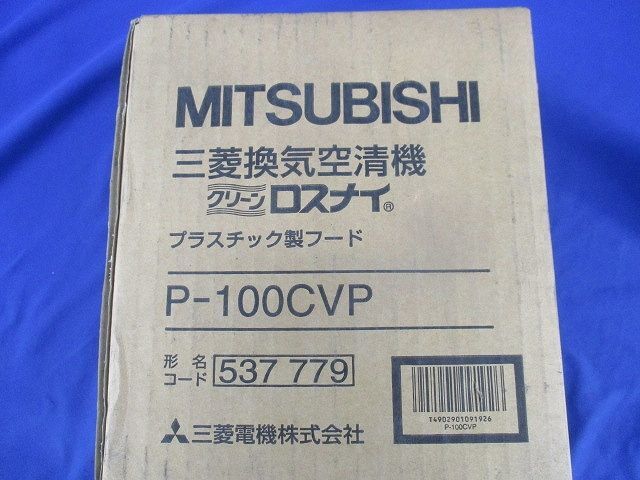 MITSUBISHI
三菱換気空清機
クリーン ロスナイ®
プラスチック製フード
P-100CVP
形名コード 537 779
三菱電機株式会社
T4902901091926
P-100CVP